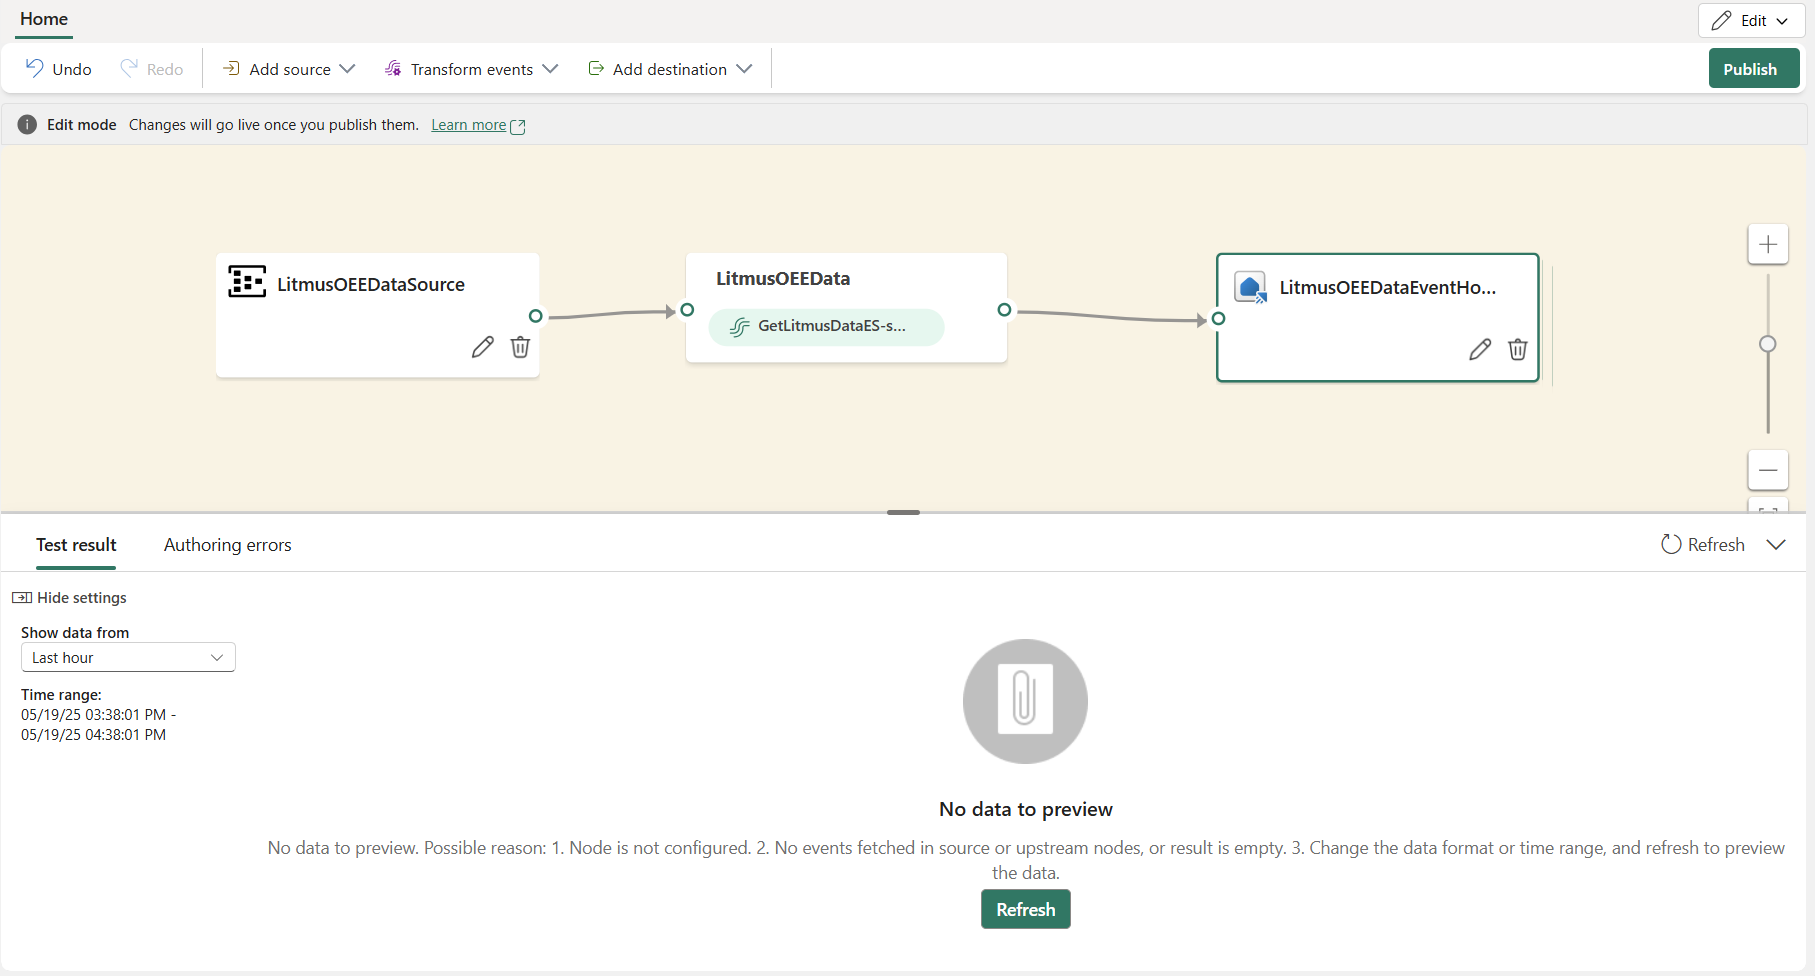 Home
Edit
Undo
Redo
Add source
Transform events
Add destination
Publish
Edit mode Changes will go live once you publish them. Learn more
LitmusOEEDataSource
LitmusOEEData
GetLitmusDataES-s...
LitmusOEEDataEventHo...
Test result
Authoring errors
Refresh
Hide settings
Show data from
Last hour
Time range:
05/19/25 03:38:01 PM -
05/19/25 04:38:01 PM
No data to preview
No data to preview. Possible reason: 1. Node is not configured. 2. No events fetched in source or upstream nodes, or result is empty. 3. Change the data format or time range, and refresh to preview
the data.
Refresh